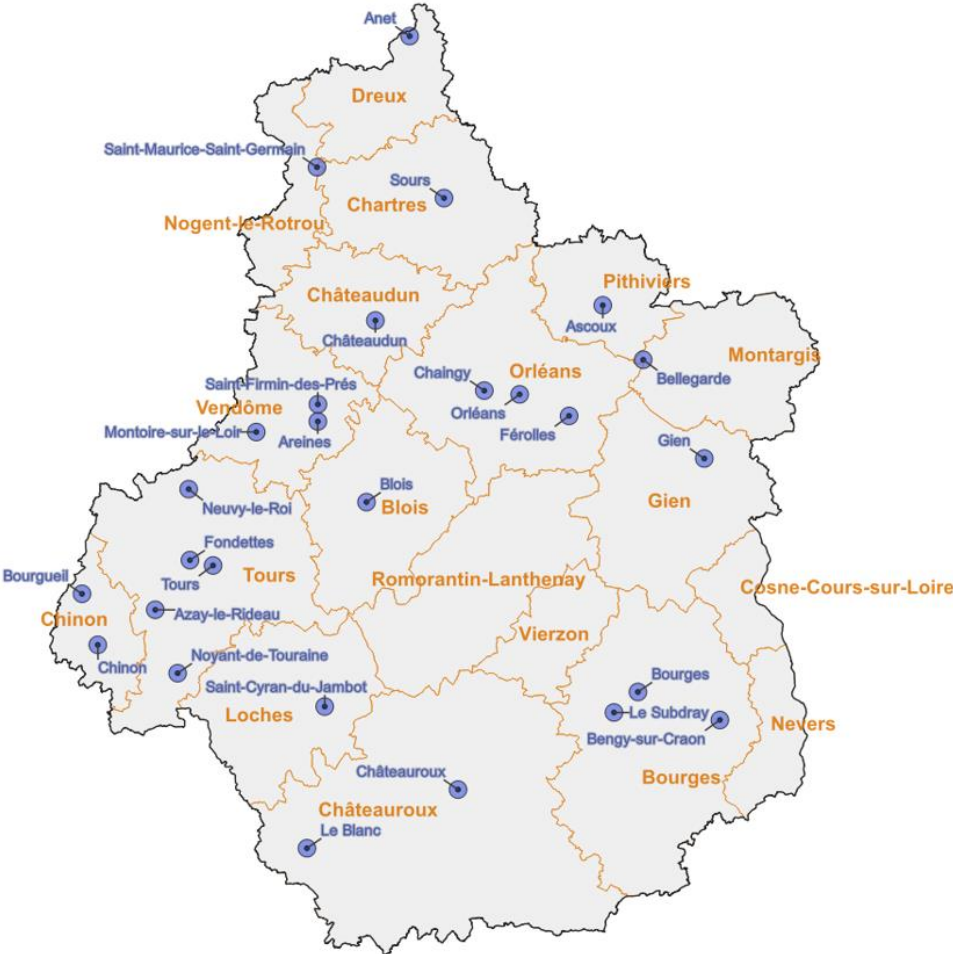 Anet
Dreux
Saint-Maurice-Saint-Germain
Sours
Chartres
Nogent-le-Rotrou
Pithiviers
Châteaudun
Ascoux
Châteaudun
Montargis
Orléans
Chaingy
Bellegarde
Saint-Firmin-des-Prés
Vendôme
Orléans
Montoire-sur-le-Loir
Férolles
Areines
Gien
Blois
Gien
Blois
Neuvy-le-Roi
Fondettes
Bourgueil
Tours
Tours
Romorantin-Lanthenay
Cosne-Cours-sur-Loire
Azay-le-Rideau
Chinon
Vierzon
Noyant-de-Touraine
Chinon
Bourges
Saint-Cyran-du-Jambot
Le Subdray
Loches
Nevers
Bengy-sur-Craon
Châteauroux
Bourges
Châteauroux
Le Blanc